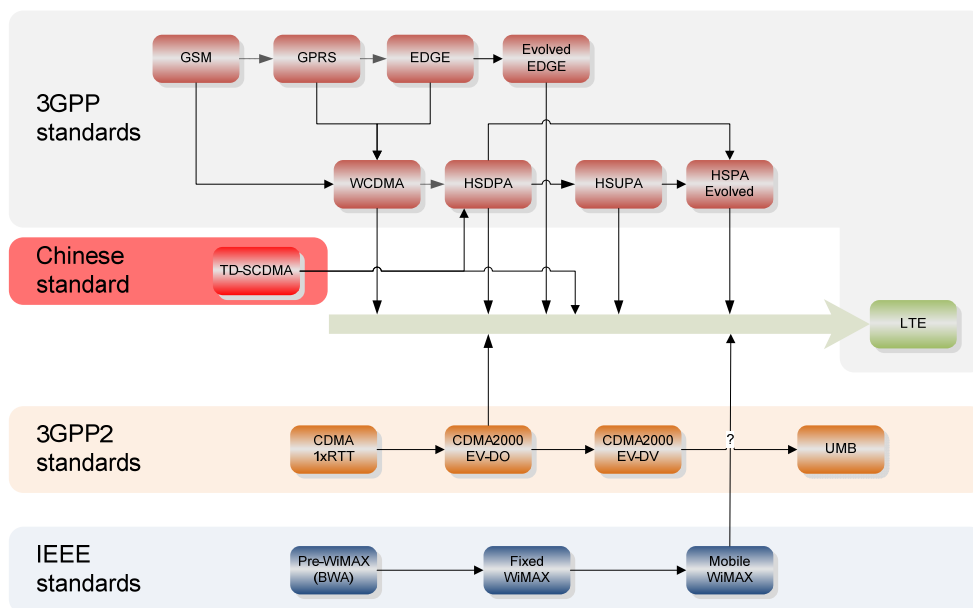 GSM
GPRS
EDGE
Evolved
EDGE
3GPP
standards
WCDMA
HSDPA
HSUPA
HSPA
Evolved
Chinese
standard
TD-SCDMA
LTE
3GPP2
standards
CDMA
1xRTT
CDMA2000
EV-DO
CDMA2000
EV-DV
?
UMB
IEEE
standards
Pre-WiMAX
(BWA)
Fixed
WiMAX
Mobile
WiMAX